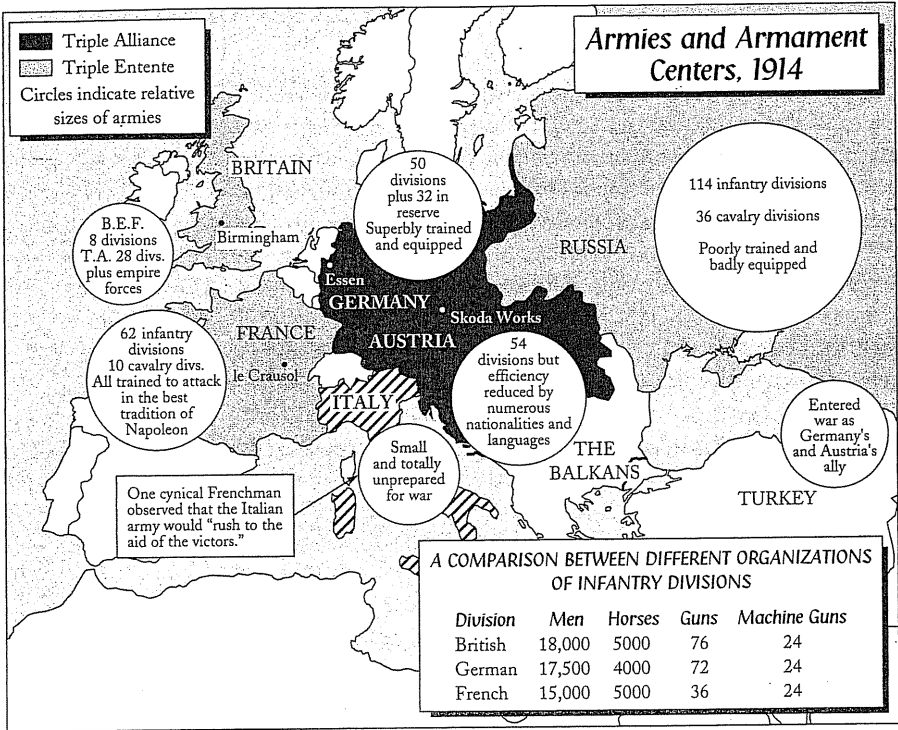 Triple Alliance
Triple Entente
Circles indicate relative
sizes of armies
Armies and Armament
Centers, 1914
BRITAIN
Birmingham
B.E.F.
8 divisions
T.A. 28 divs.
plus empire
forces
50
divisions
plus 32 in
reserve
Superbly trained
and equipped
114 infantry divisions
36 cavalry divisions
Poorly trained and
badly equipped
RUSSIA
Essen
GERMANY
Skoda Works
AUSTRIA
FRANCE
le Crausol
62 infantry
divisions
10 cavalry divs.
All trained to attack
in the best
tradition of
Napoleon
54
divisions but
efficiency
reduced by
numerous
nationalities and
languages
ITALY
Small
and totally
unprepared
for war
THE
BALKANS
Entered
war as
Germany's
and Austria's
ally
TURKEY
One cynical Frenchman
observed that the Italian
army would "rush to the
aid of the victors."
A COMPARISON BETWEEN DIFFERENT ORGANIZATIONS
OF INFANTRY DIVISIONS
Division Men Horses Guns Machine Guns
British 18,000 5000 76 24
German 17,500 4000 72 24
French 15,000 5000 36 24